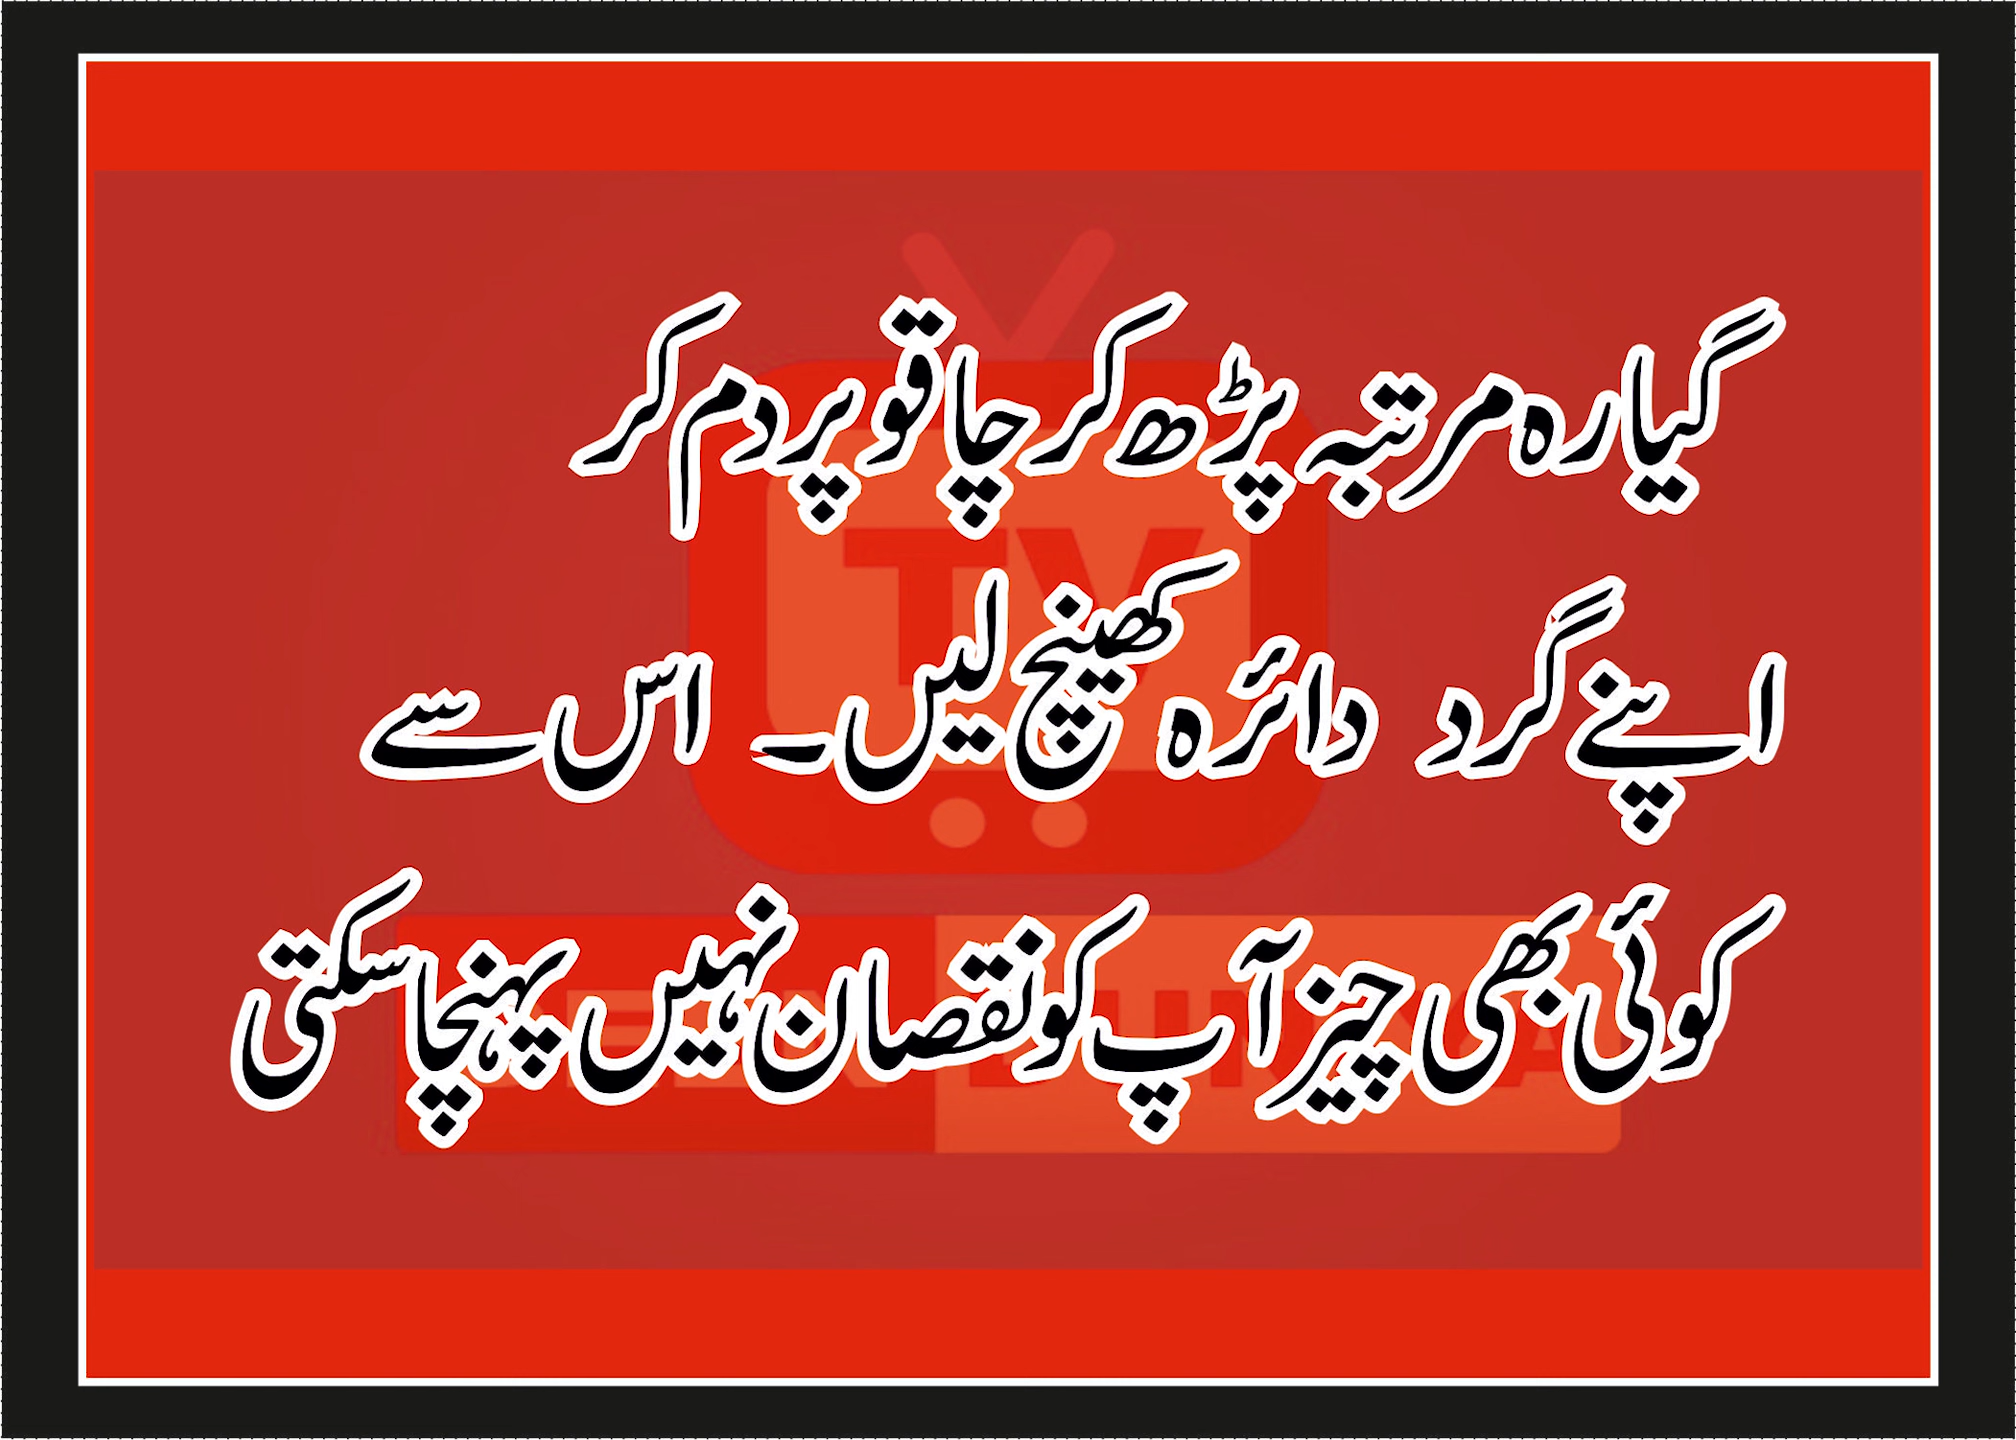 گیارہ مرتبہ پڑھ کر چاقو پر دم کر
اپنے گرد دائرہ کھینچ لیں۔ اس سے
کوئی بھی چیز آپ کو نقصان نہیں پہنچا سکتی
TV